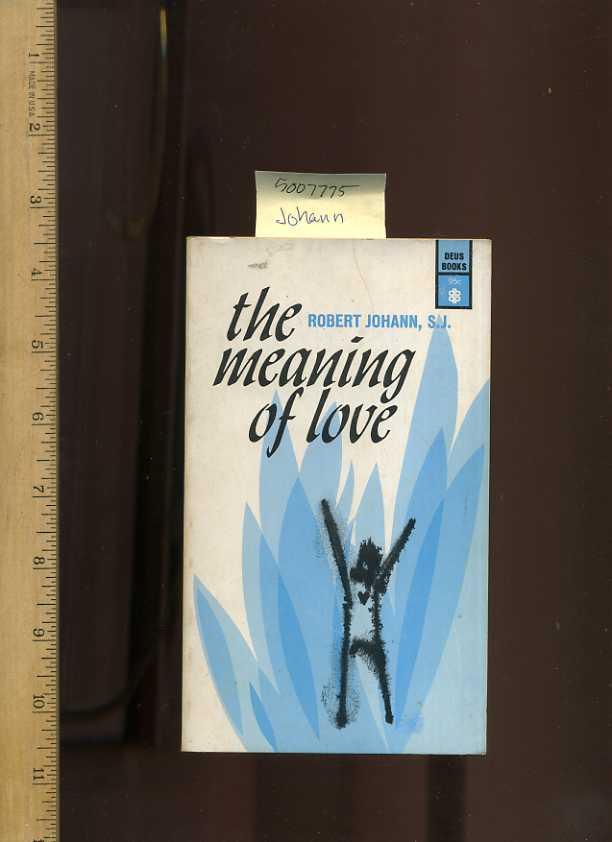 1
MADE IN U.S.A.
2
3
4
5
6
7
8
9
10
11
5007775
Johann
DEUS
BOOKS
95c
the
ROBERT JOHANN, S.J.
meaning
of love